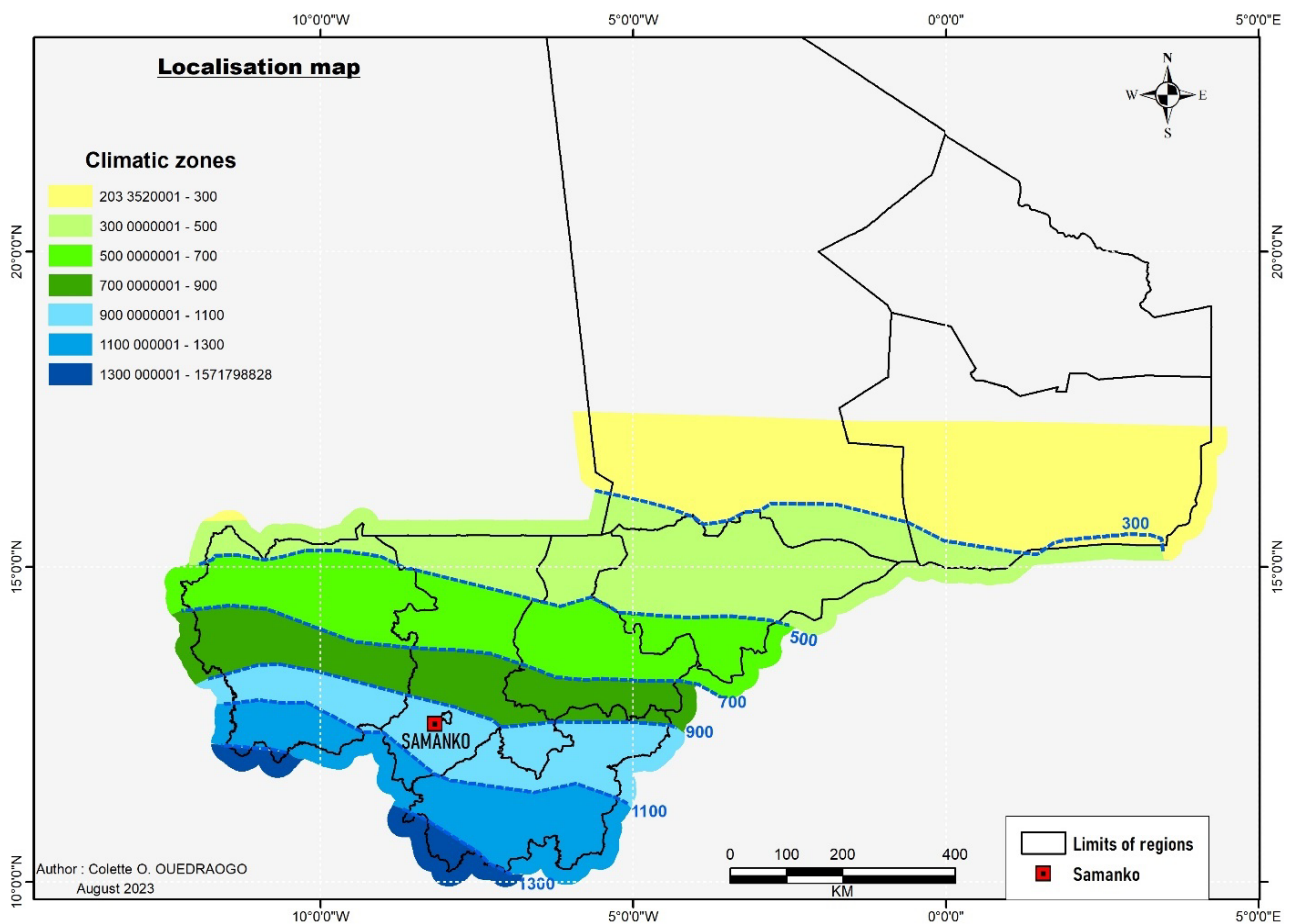 10°0'0"W 5°0'0"W 0°0'0" 5°0'0"E
Localisation map
N
W E
S
Climatic zones
203 3520001 - 300
300 0000001 - 500
500 0000001 - 700
700 0000001 - 900
900 0000001 - 1100
1100 000001 - 1300
1300 000001 - 1571798828
20°0'0"N 20°0'0"N
300
15°0'0"N 15°0'0"N
500
700
SAMANKO
900
1100
1300
Author : Colette O. OUEDRAOGO
August 2023
0 100 200 400
KM
Limits of regions
Samanko
10°0'0"N 10°0'0"N
10°0'0"W 5°0'0"W 0°0'0" 5°0'0"E